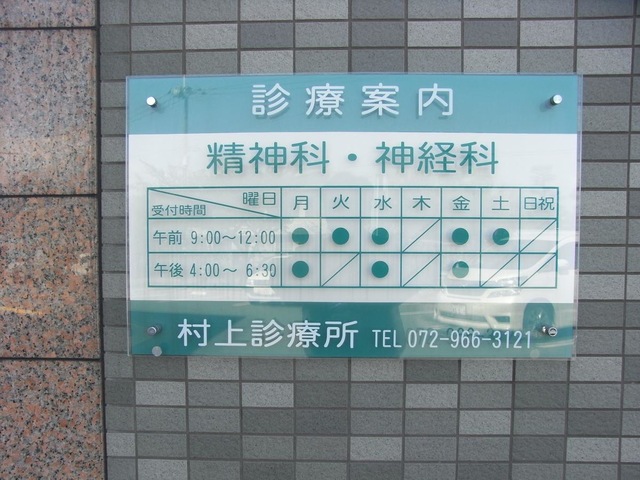 診療案内
精神科・神経科
曜日 月 火 水 木 金 土 日祝
受付時間
午前 9:00～12:00 ● ● ● ／ ● ● ／
午後 4:00～ 6:30 ● ／ ● ／ ● ／ ／
村上診療所 TEL 072-966-3121